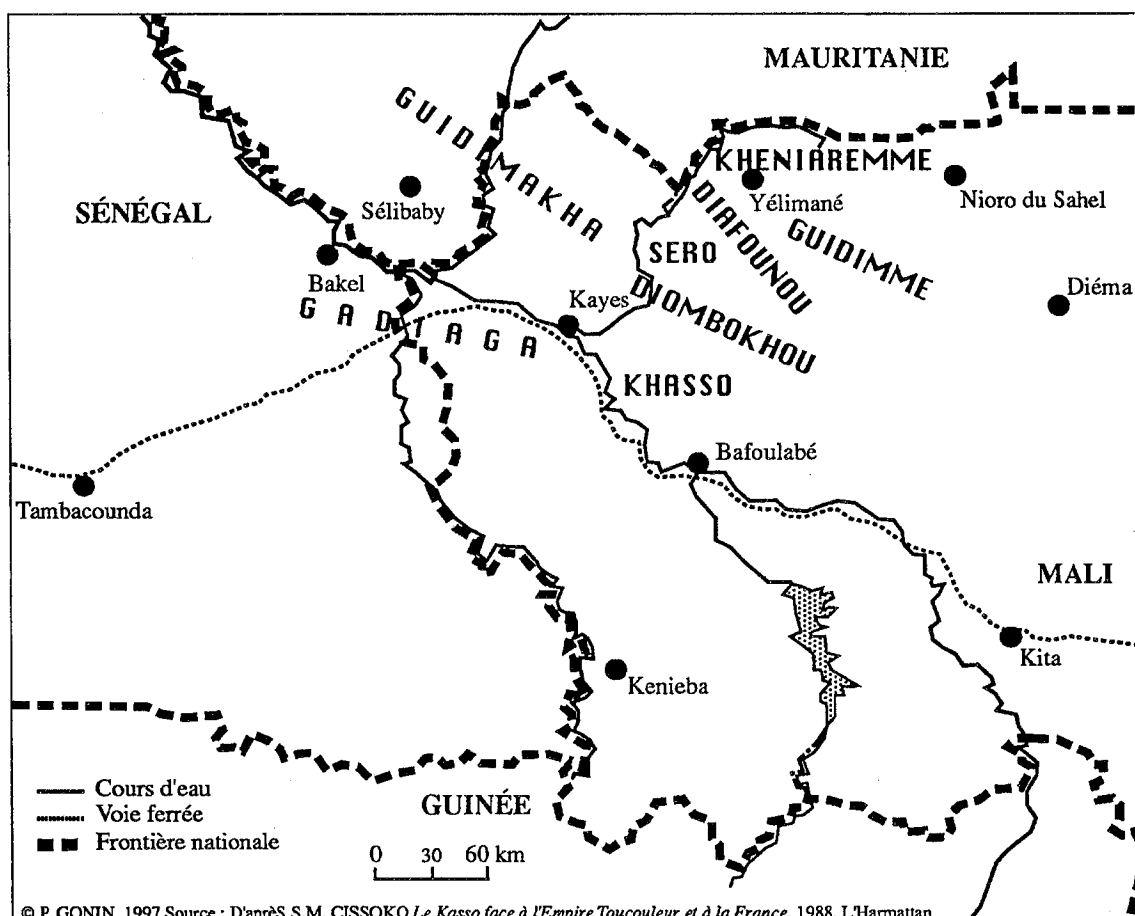 MAURITANIE
GUIDIMAKHA
KHENIAREMME
Sélibaby
Yélimané
Nioro du Sahel
SÉNÉGAL
DIAFOUNOU
GUIDIMME
SERO
Bakel
Diéma
Kayes
DIOMBOKHOU
GADIAGA
KHASSO
Bafoulabé
Tambacounda
MALI
Kita
Kenieba
Cours d'eau
GUINÉE
Voie ferrée
Frontière nationale
0 30 60 km
© P. GONIN, 1997 Source : D'aprèS S.M. CISSOKO Le Kasso face à l'Empire Toucouleur et à la France, 1988, L'Harmattan